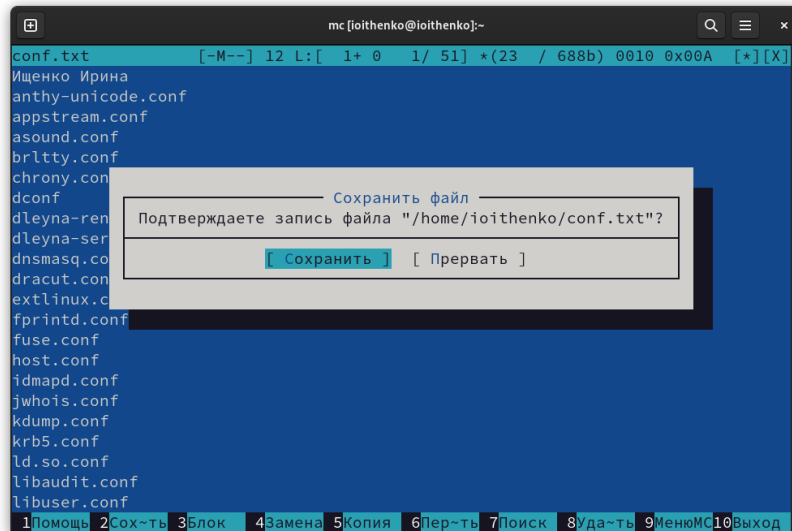 mc [ioithenko@ioithenko]:~
conf.txt [-M--] 12 L:[ 1+ 0 1/ 51] *(23 / 688b) 0010 0x00A [*][X]
Ищенко Ирина
anthy-unicode.conf
appstream.conf
asound.conf
brltty.conf
chrony.con
dconf
dleyna-ren
dleyna-ser
dnsmasq.co
dracut.con
extlinux.c
fprintd.conf
fuse.conf
host.conf
idmapd.conf
jwhois.conf
kdump.conf
krb5.conf
ld.so.conf
libaudit.conf
libuser.conf
Сохранить файл
Подтверждаете запись файла "/home/ioithenko/conf.txt"?
[ Сохранить ] [ Прервать ]
1Помощь 2Сох~ть 3Блок 4Замена 5Копия 6Пер~ть 7Поиск 8Уда~ть 9МенюMC 10Выход